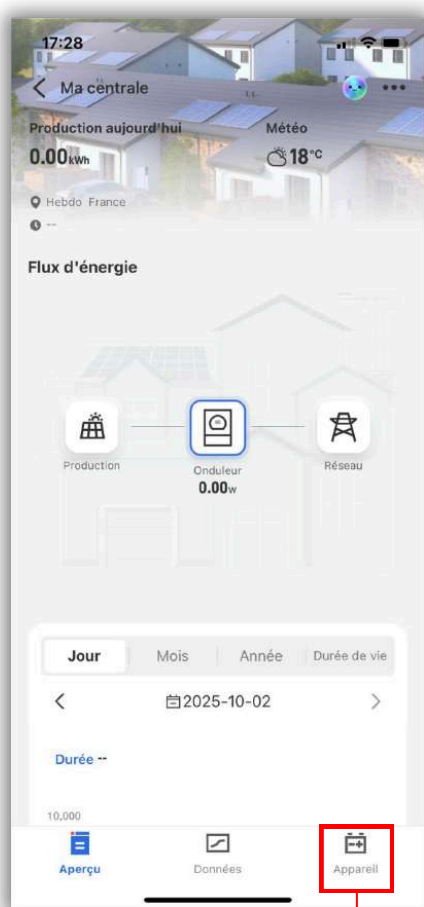 17:28
Ma centrale
Production aujourd'hui Météo
0.00kWh 18°C
Hebdo France
--
Flux d'énergie
Production Onduleur Réseau
0.00w
Jour Mois Année Durée de vie
2025-10-02
Durée --
10,000
Aperçu Données Appareil